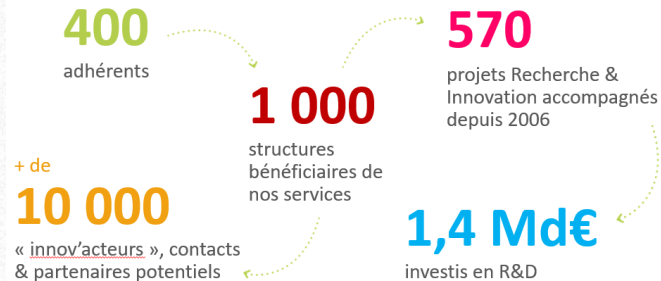 400
adhérents
570
projets Recherche &
Innovation accompagnés
depuis 2006
1 000
structures
bénéficiaires de
nos services
+ de
10 000
« innov’acteurs », contacts
& partenaires potentiels
1,4 Md€
investis en R&D